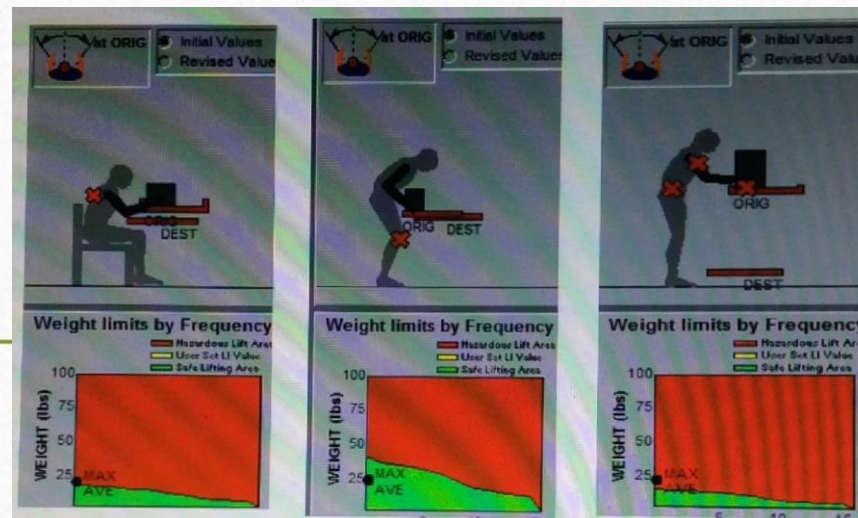 at ORIG
Initial Values
Revised Value
ORIG
DEST
Weight limits by Frequency
Hazardous Lift Are
User Set LI Value
Safe Lifting Area
WEIGHT (lbs)
100
75
50
25
MAX
AVE
at ORIG
Initial Values
Revised Values
ORIG
DEST
Weight limits by Frequency
Hazardous Lift Are
User Set LI Value
Safe Lifting Area
WEIGHT (lbs)
100
75
50
25
MAX
AVE
at ORIG
Initial Values
Revised Valu
ORIG
DEST
Weight limits by Frequency
Hazardous Lift Are
User Set LI Value
Safe Lifting Area
WEIGHT (lbs)
100
75
50
25
MAX
AVE
5
10
15